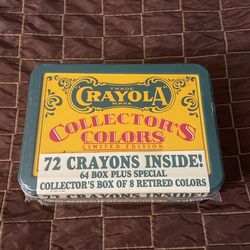 TRADE
CRAYOLA
MARK
COLLECTOR'S
COLORS
LIMITED EDITION
72 CRAYONS INSIDE!
64 BOX PLUS SPECIAL
COLLECTOR'S BOX OF 8 RETIRED COLORS